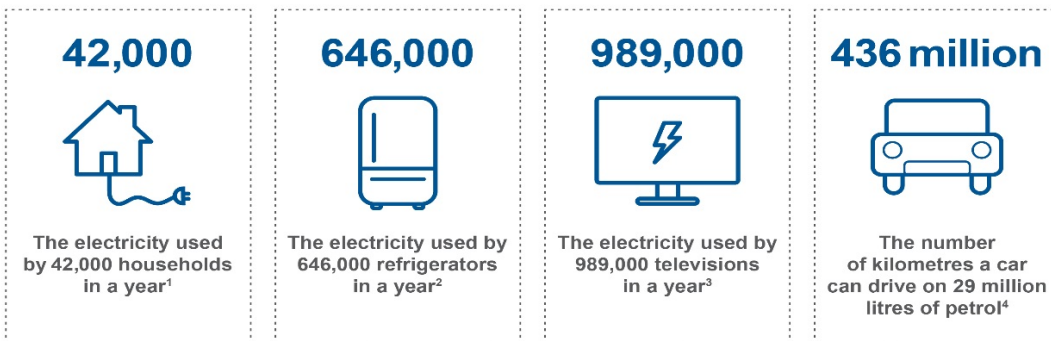 42,000
The electricity used
by 42,000 households
in a year¹
646,000
The electricity used by
646,000 refrigerators
in a year²
989,000
The electricity used by
989,000 televisions
in a year³
436 million
The number
of kilometres a car
can drive on 29 million
litres of petrol⁴